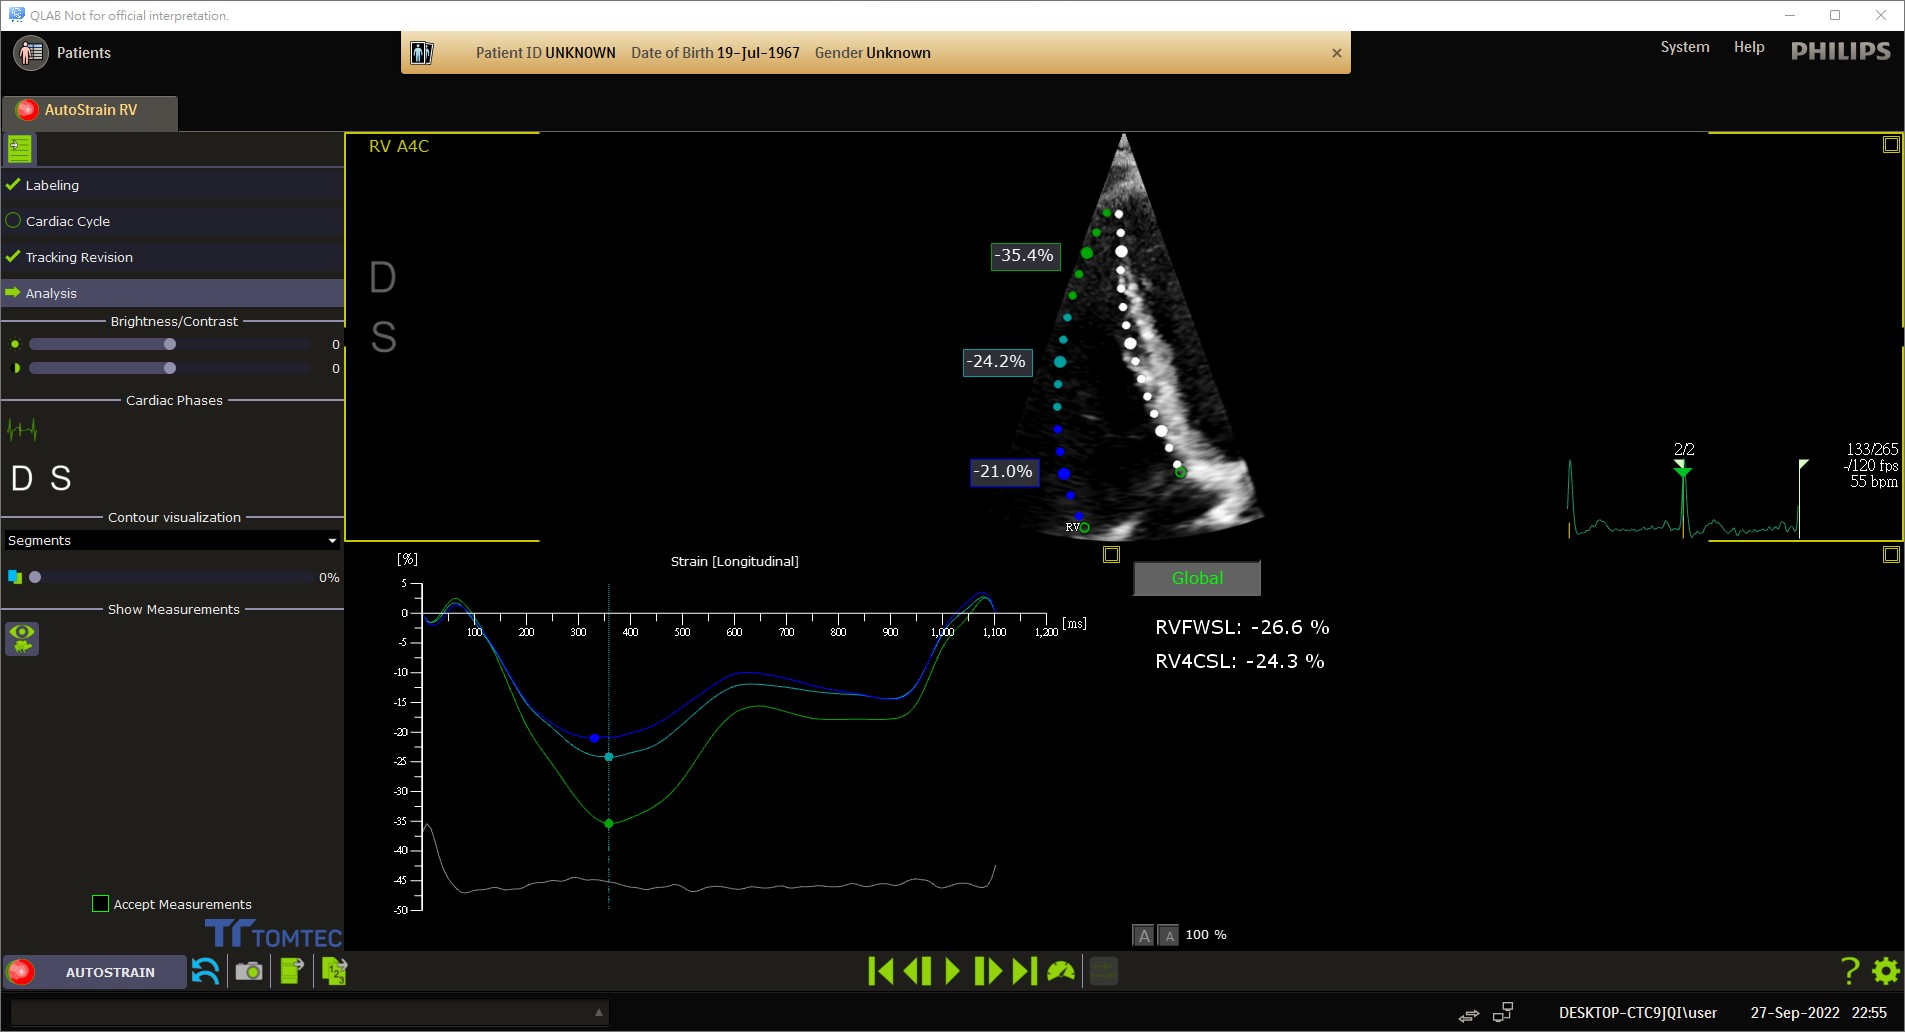 QLAB Not for official interpretation.
Patients
Patient ID UNKNOWN Date of Birth 19-Jul-1967 Gender Unknown
System Help PHILIPS
AutoStrain RV
Labeling
Cardiac Cycle
Tracking Revision
Analysis
Brightness/Contrast
0
0
Cardiac Phases
D S
Contour visualization
Segments
0%
Show Measurements
Accept Measurements
TOMTEC
RV A4C
D
S
-35.4%
-24.2%
-21.0%
RV
2/2
133/265
-/120 fps
55 bpm
[%]
Strain [Longitudinal]
5
0
-5
-10
-15
-20
-25
-30
-35
-40
-45
-50
100 200 300 400 500 600 700 800 900 1,000 1,100 1,200 [ms]
Global
RVFWSL: -26.6 %
RV4CSL: -24.3 %
A A 100 %
AUTOSTRAIN
1 2 3
?
DESKTOP-CTC9JQI\user 27-Sep-2022 22:55